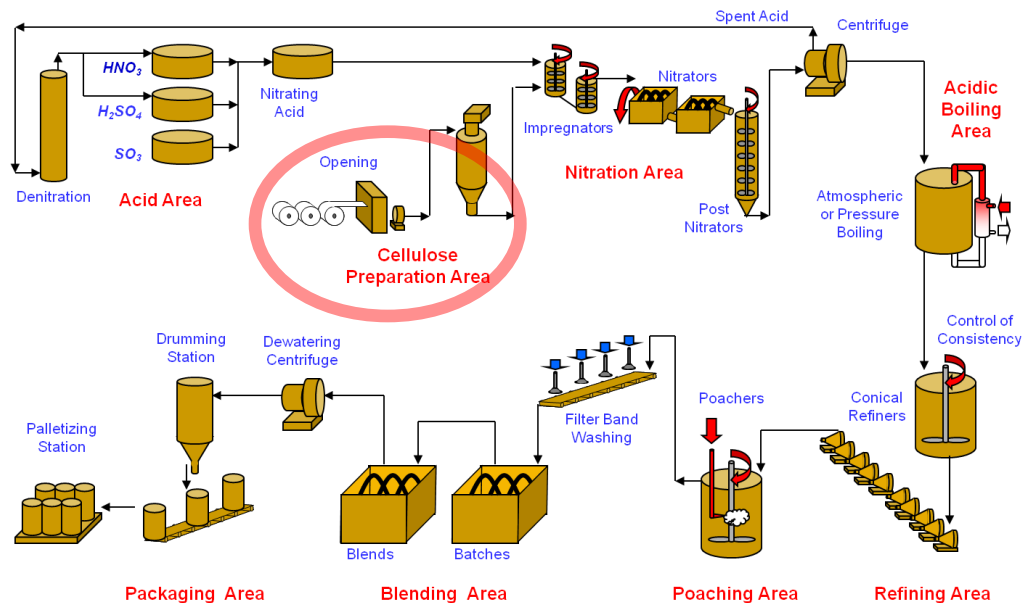 Spent Acid
Centrifuge
HNO3
H2SO4
SO3
Nitrating
Acid
Denitration
Acid Area
Opening
Cellulose
Preparation Area
Impregnators
Nitrators
Nitration Area
Post
Nitrators
Acidic
Boiling
Area
Atmospheric
or Pressure
Boiling
Control of
Consistency
Conical
Refiners
Refining Area
Poachers
Poaching Area
Filter Band
Washing
Batches
Blends
Blending Area
Dewatering
Centrifuge
Drumming
Station
Palletizing
Station
Packaging Area